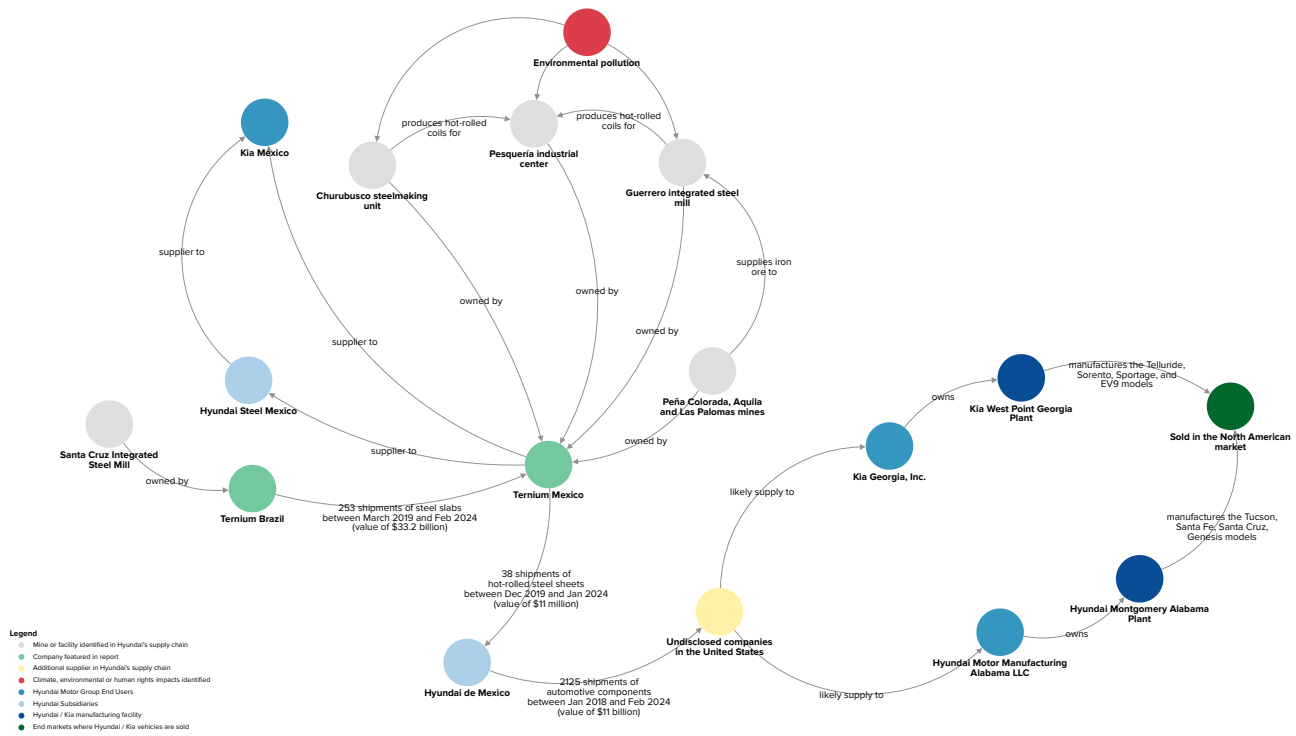 Environmental pollution
produces hot-rolled
coils for
produces hot-rolled
coils for
Kia México
Pesquería industrial
center
Churubusco steelmaking
unit
Guerrero integrated steel
mill
supplier to
supplies iron
ore to
owned by
owned by
owned by
supplier to
Hyundai Steel Mexico
Peña Colorada, Aquila
and Las Palomas mines
manufactures the Telluride,
Sorento, Sportage, and
EV9 models
owns
Kia West Point Georgia
Plant
Sold in the North American
market
Santa Cruz Integrated
Steel Mill
supplier to
owned by
owned by
Kia Georgia, Inc.
Ternium Mexico
Ternium Brazil
253 shipments of steel slabs
between March 2019 and Feb 2024
(value of $33.2 billion)
likely supply to
manufactures the Tucson,
Santa Fe, Santa Cruz,
Genesis models
38 shipments of
hot-rolled steel sheets
between Dec 2019 and Jan 2024
(value of $11 million)
Hyundai Montgomery Alabama
Plant
owns
Undisclosed companies
in the United States
Hyundai Motor Manufacturing
Alabama LLC
Hyundai de Mexico
2125 shipments of
automotive components
between Jan 2018 and Feb 2024
(value of $11 billion)
likely supply to
Legend
Mine or facility identified in Hyundai's supply chain
Company featured in report
Additional supplier in Hyundai's supply chain
Climate, environmental or human rights impacts identified
Hyundai Motor Group End Users
Hyundai Subsidiaries
Hyundai / Kia manufacturing facility
End markets where Hyundai / Kia vehicles are sold